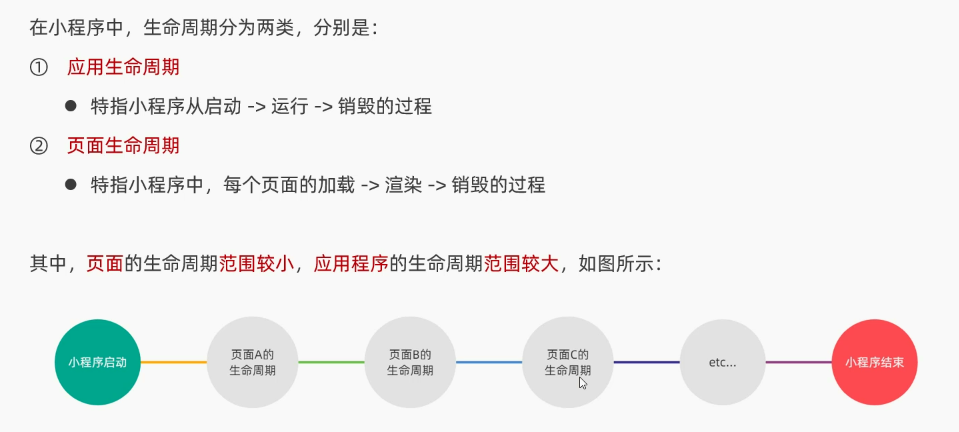 在小程序中，生命周期分为两类，分别是：
① 应用生命周期
● 特指小程序从启动 -> 运行 -> 销毁的过程
② 页面生命周期
● 特指小程序中，每个页面的加载 -> 渲染 -> 销毁的过程
其中，页面的生命周期范围较小，应用程序的生命周期范围较大，如图所示：
小程序启动
页面A的
生命周期
页面B的
生命周期
页面C的
生命周期
etc...
小程序结束